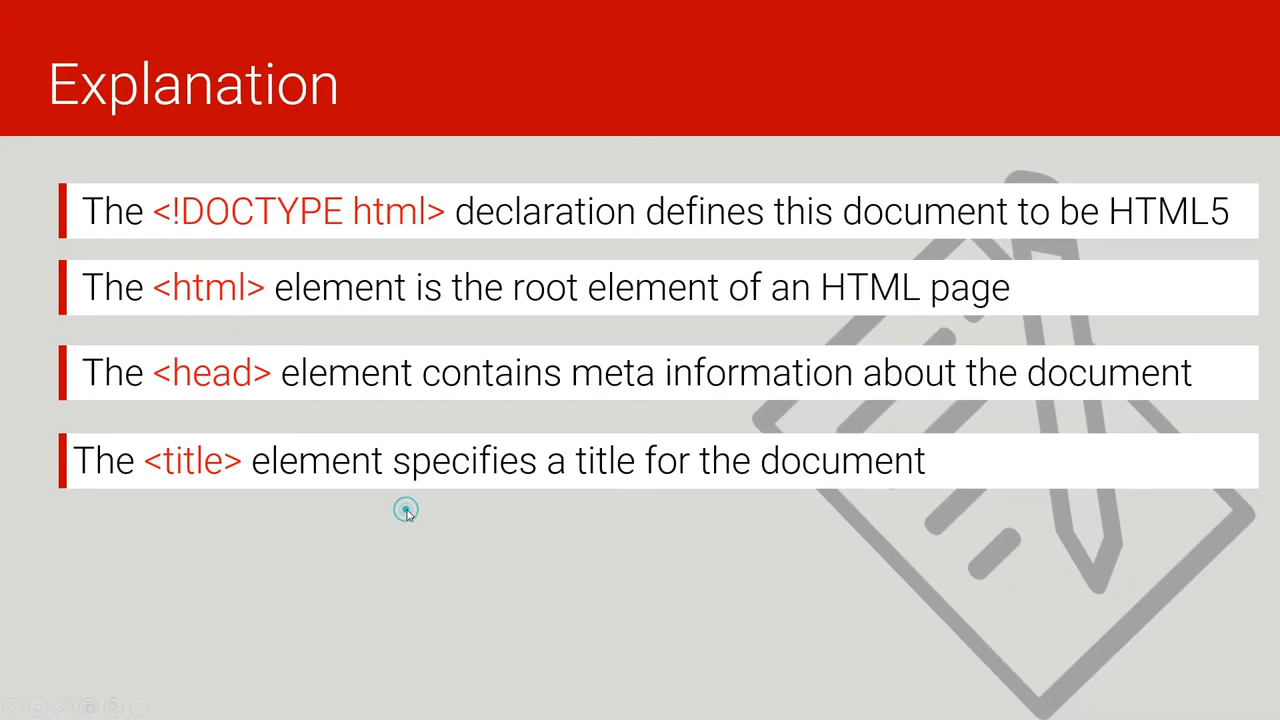 Explanation
The <!DOCTYPE html> declaration defines this document to be HTML5
The <html> element is the root element of an HTML page
The <head> element contains meta information about the document
The <title> element specifies a title for the document